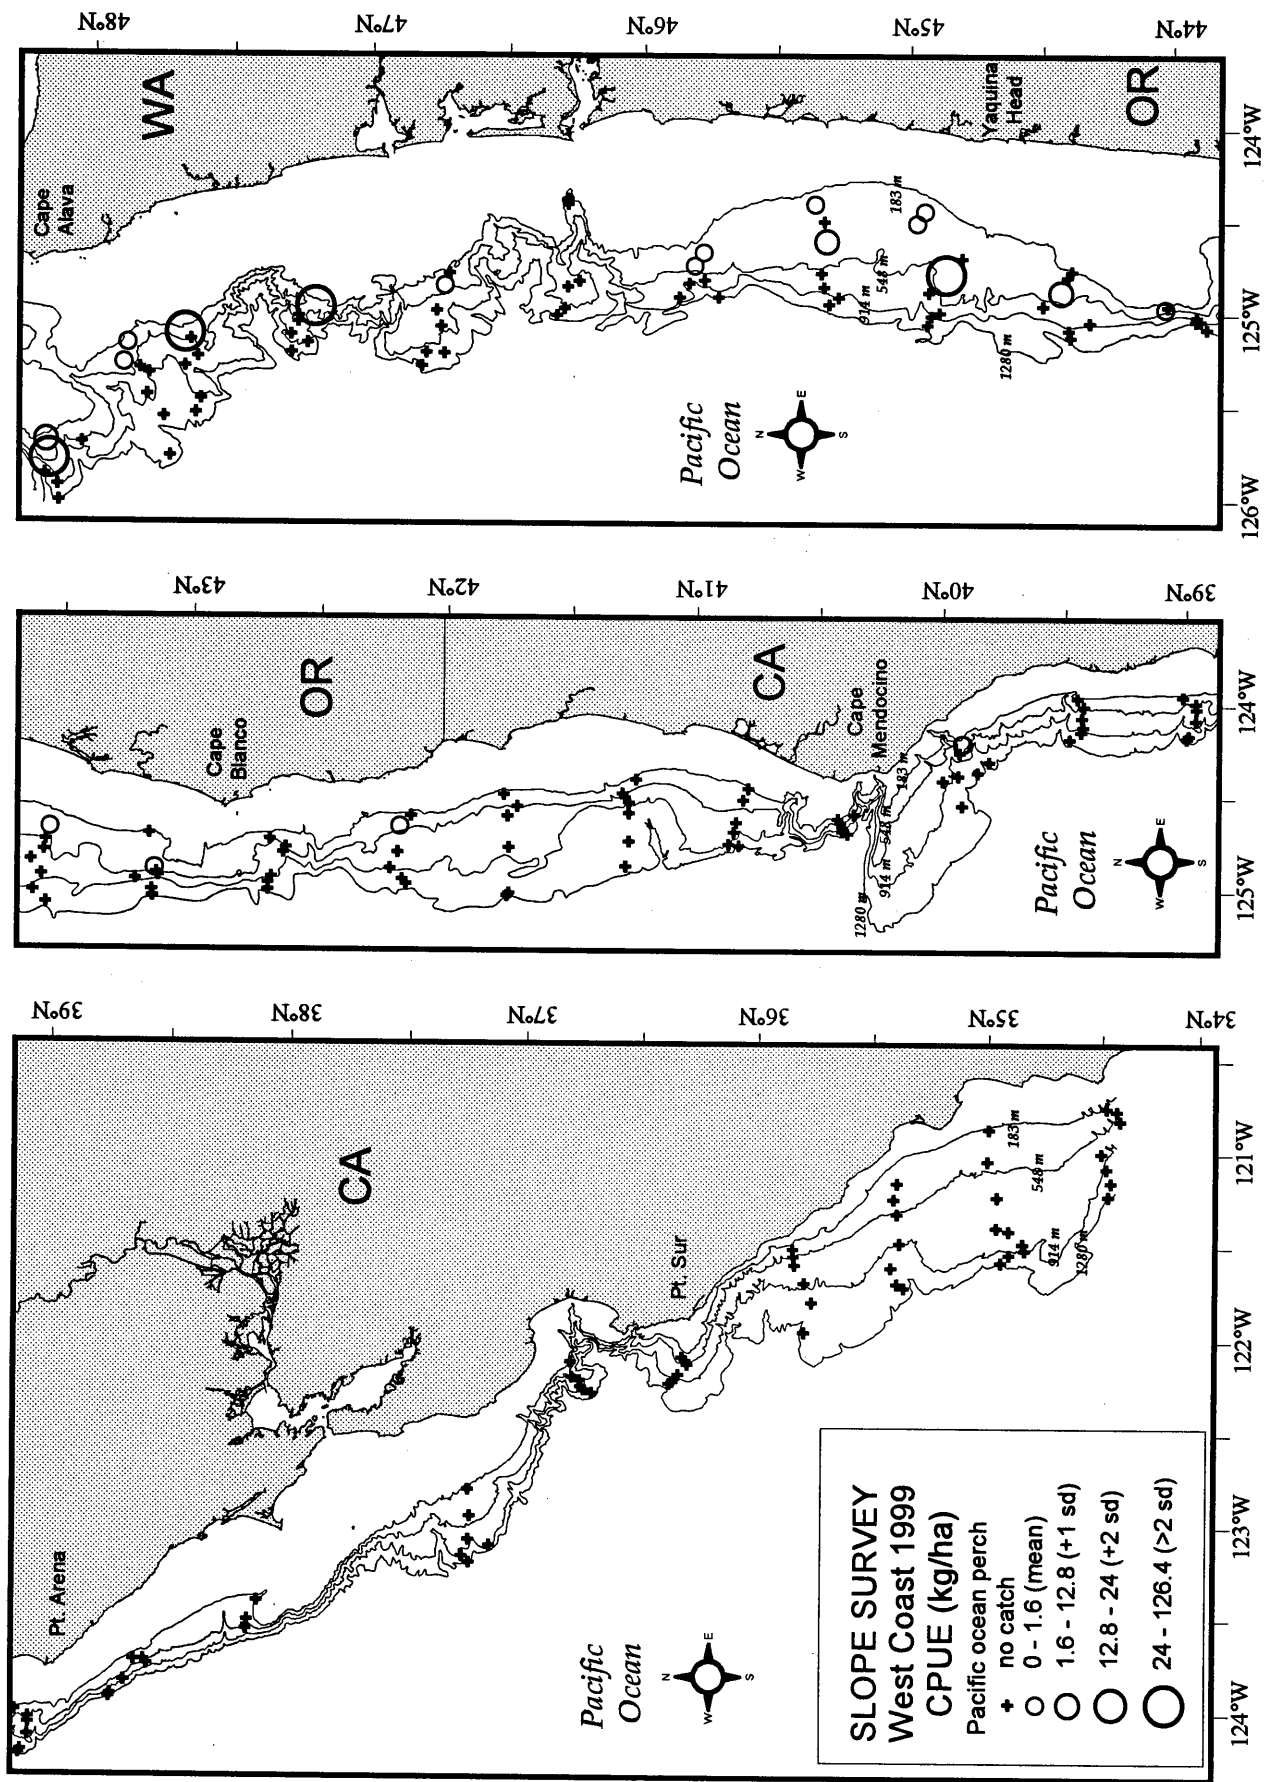 48°N
47°N
46°N
45°N
44°N
WA
Cape
Alava
Yaquina
Head
OR
183 m
548 m
914 m
1280 m
Pacific
Ocean
N
E
S
W
124°W
125°W
126°W
43°N
42°N
41°N
40°N
39°N
OR
Cape
Blanco
CA
Cape
Mendocino
183 m
548 m
914 m
1280 m
Pacific
Ocean
N
E
S
W
124°W
125°W
39°N
38°N
37°N
36°N
35°N
34°N
CA
Pt. Arena
Pt. Sur
183 m
548 m
914 m
1280 m
Pacific
Ocean
N
E
S
W
121°W
122°W
123°W
124°W
SLOPE SURVEY
West Coast 1999
CPUE (kg/ha)
Pacific ocean perch
no catch
0 - 1.6 (mean)
1.6 - 12.8 (+1 sd)
12.8 - 24 (+2 sd)
24 - 126.4 (>2 sd)